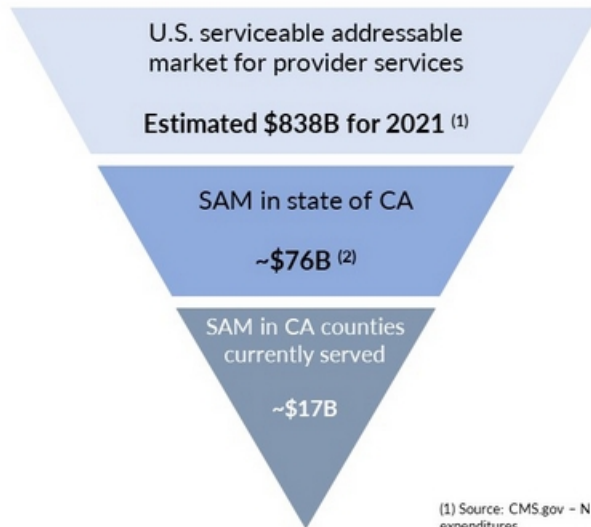 U.S. serviceable addressable
market for provider services
Estimated $838B for 2021 (1)
SAM in state of CA
~$76B (2)
SAM in CA counties
currently served
~$17B
(1) Source: CMS.gov – N
expenditures